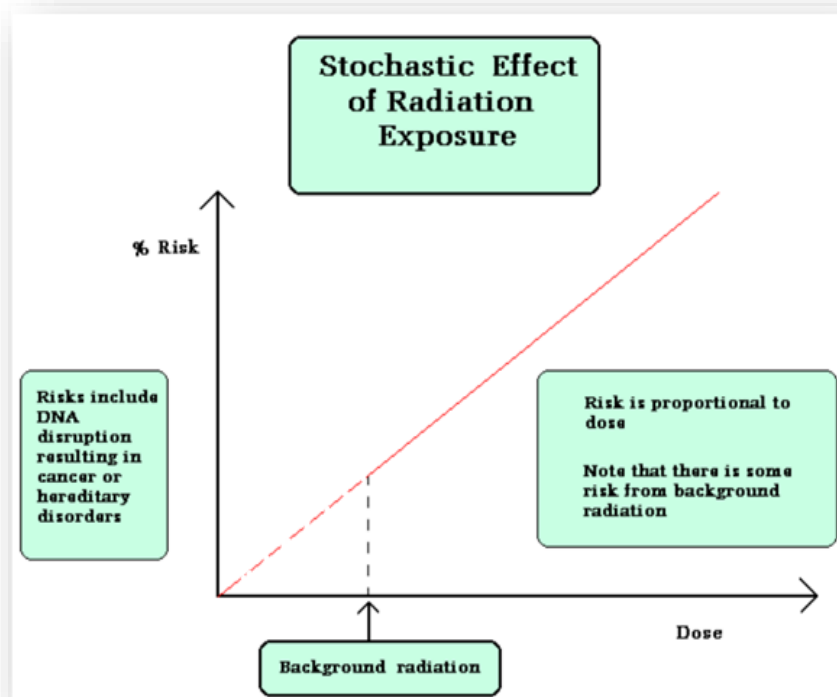 Stochastic Effect
of Radiation
Exposure
% Risk
Risks include
DNA
disruption
resulting in
cancer or
hereditary
disorders
Risk is proportional to
dose
Note that there is some
risk from background
radiation
Dose
Background radiation